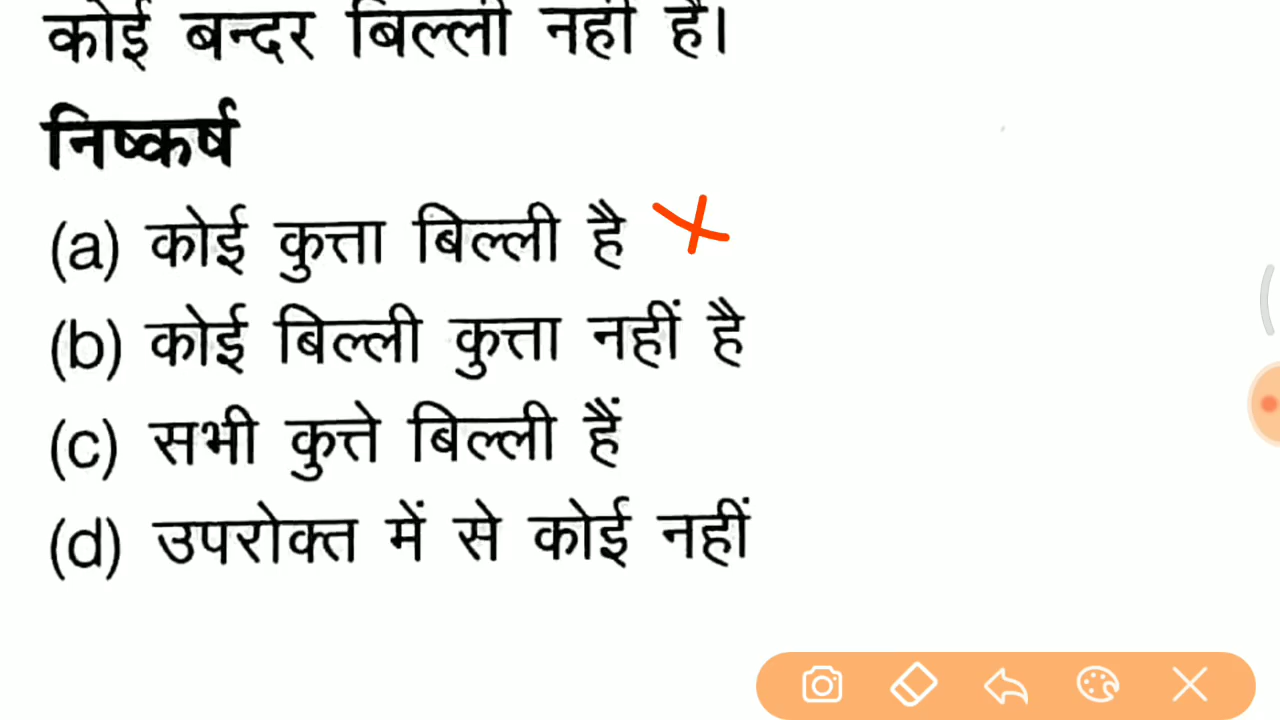 कोई बन्दर बिल्ली नहीं है।
निष्कर्ष
(a) कोई कुत्ता बिल्ली है
(b) कोई बिल्ली कुत्ता नहीं है
(c) सभी कुत्ते बिल्ली हैं
(d) उपरोक्त में से कोई नहीं